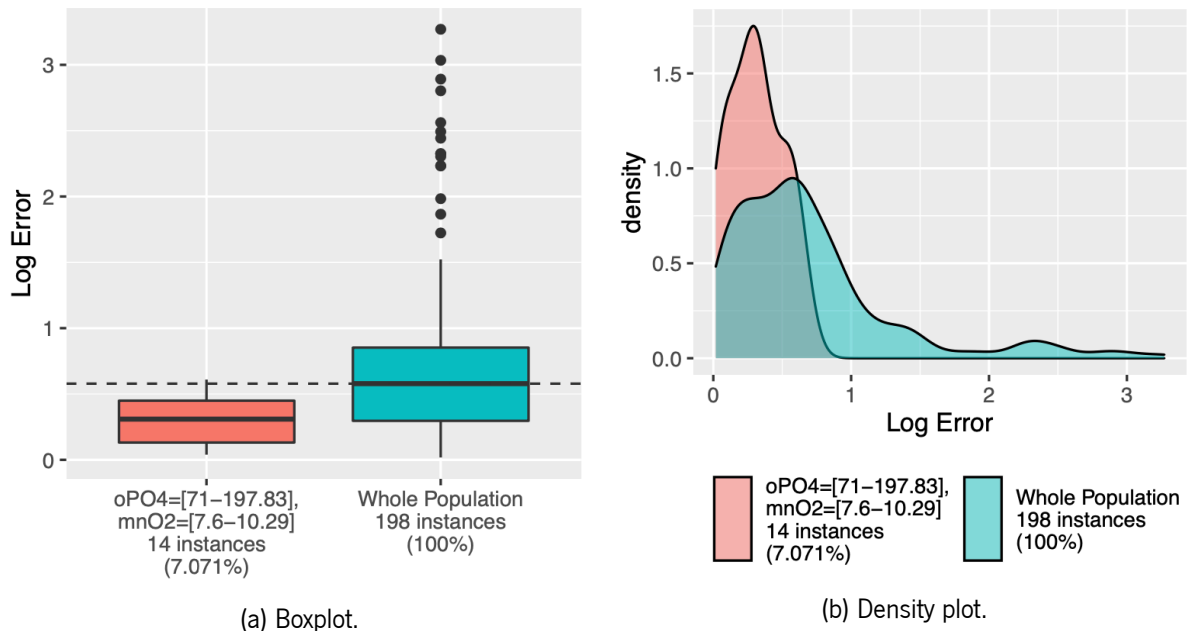 Log Error
3
2
1
0
oPO4=[71−197.83],
mnO2=[7.6−10.29]
14 instances
(7.071%)
Whole Population
198 instances
(100%)
(a) Boxplot.
density
1.5
1.0
0.5
0.0
0
1
2
3
Log Error
oPO4=[71−197.83],
mnO2=[7.6−10.29]
14 instances
(7.071%)
Whole Population
198 instances
(100%)
(b) Density plot.